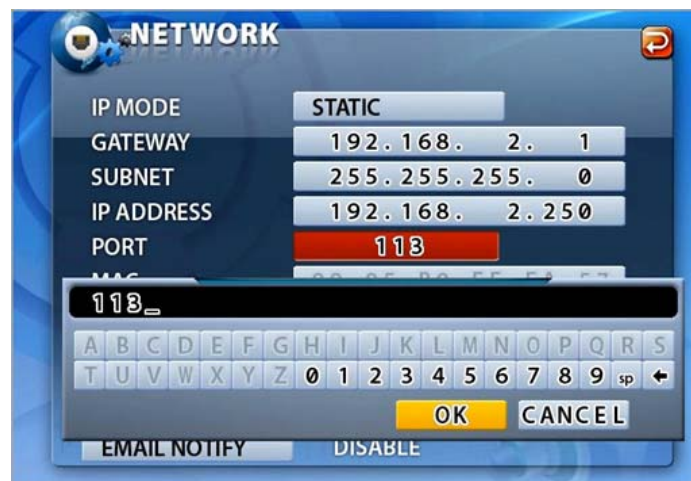 NETWORK
IP MODE STATIC
GATEWAY 192.168. 2. 1
SUBNET 255.255.255. 0
IP ADDRESS 192.168. 2.250
PORT 113
113_
A B C D E F G H I J K L M N O P Q R S
T U V W X Y Z 0 1 2 3 4 5 6 7 8 9 sp ←
OK CANCEL
EMAIL NOTIFY DISABLE